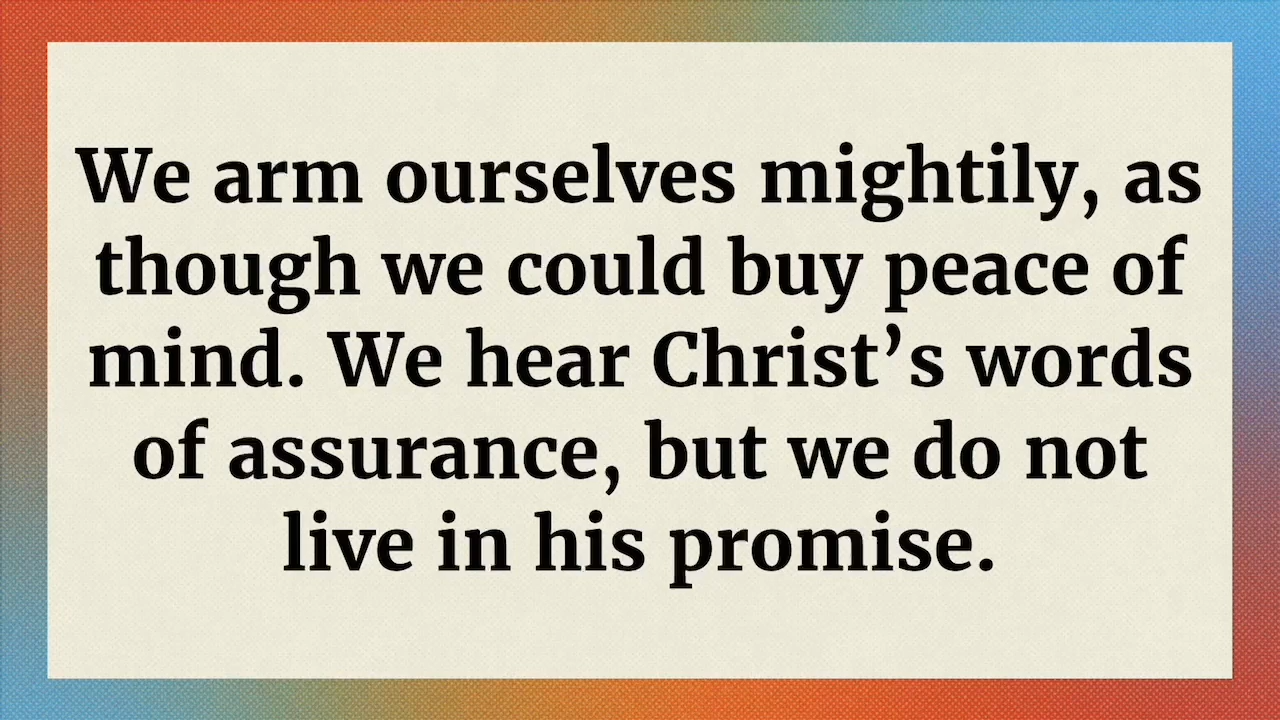 We arm ourselves mightily, as
though we could buy peace of
mind. We hear Christ’s words
of assurance, but we do not
live in his promise.